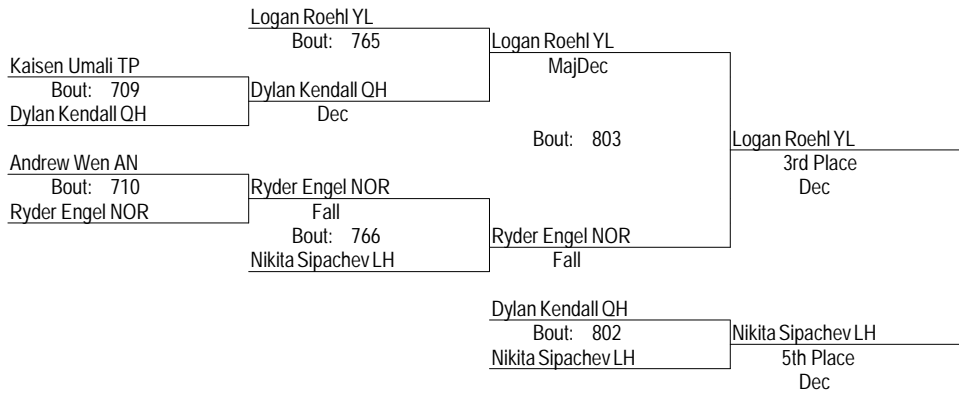 Logan Roehl YL
Bout: 765
Logan Roehl YL
MajDec
Kaisen Umali TP
Bout: 709
Dylan Kendall QH
Dylan Kendall QH
Dec
Bout: 803
Logan Roehl YL
3rd Place
Dec
Andrew Wen AN
Bout: 710
Ryder Engel NOR
Ryder Engel NOR
Fall
Bout: 766
Nikita Sipachev LH
Ryder Engel NOR
Fall
Dylan Kendall QH
Bout: 802
Nikita Sipachev LH
Nikita Sipachev LH
5th Place
Dec